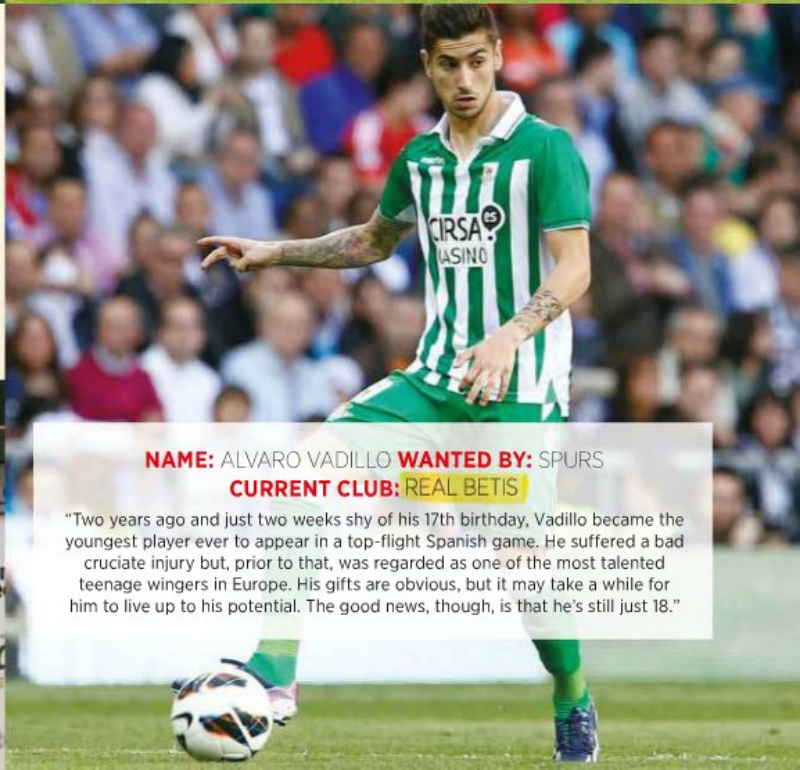 CIRSA
es
CASINO
NAME: ALVARO VADILLO WANTED BY: SPURS
CURRENT CLUB: REAL BETIS
“Two years ago and just two weeks shy of his 17th birthday, Vadillo became the
youngest player ever to appear in a top-flight Spanish game. He suffered a bad
cruciate injury but, prior to that, was regarded as one of the most talented
teenage wingers in Europe. His gifts are obvious, but it may take a while for
him to live up to his potential. The good news, though, is that he’s still just 18.”